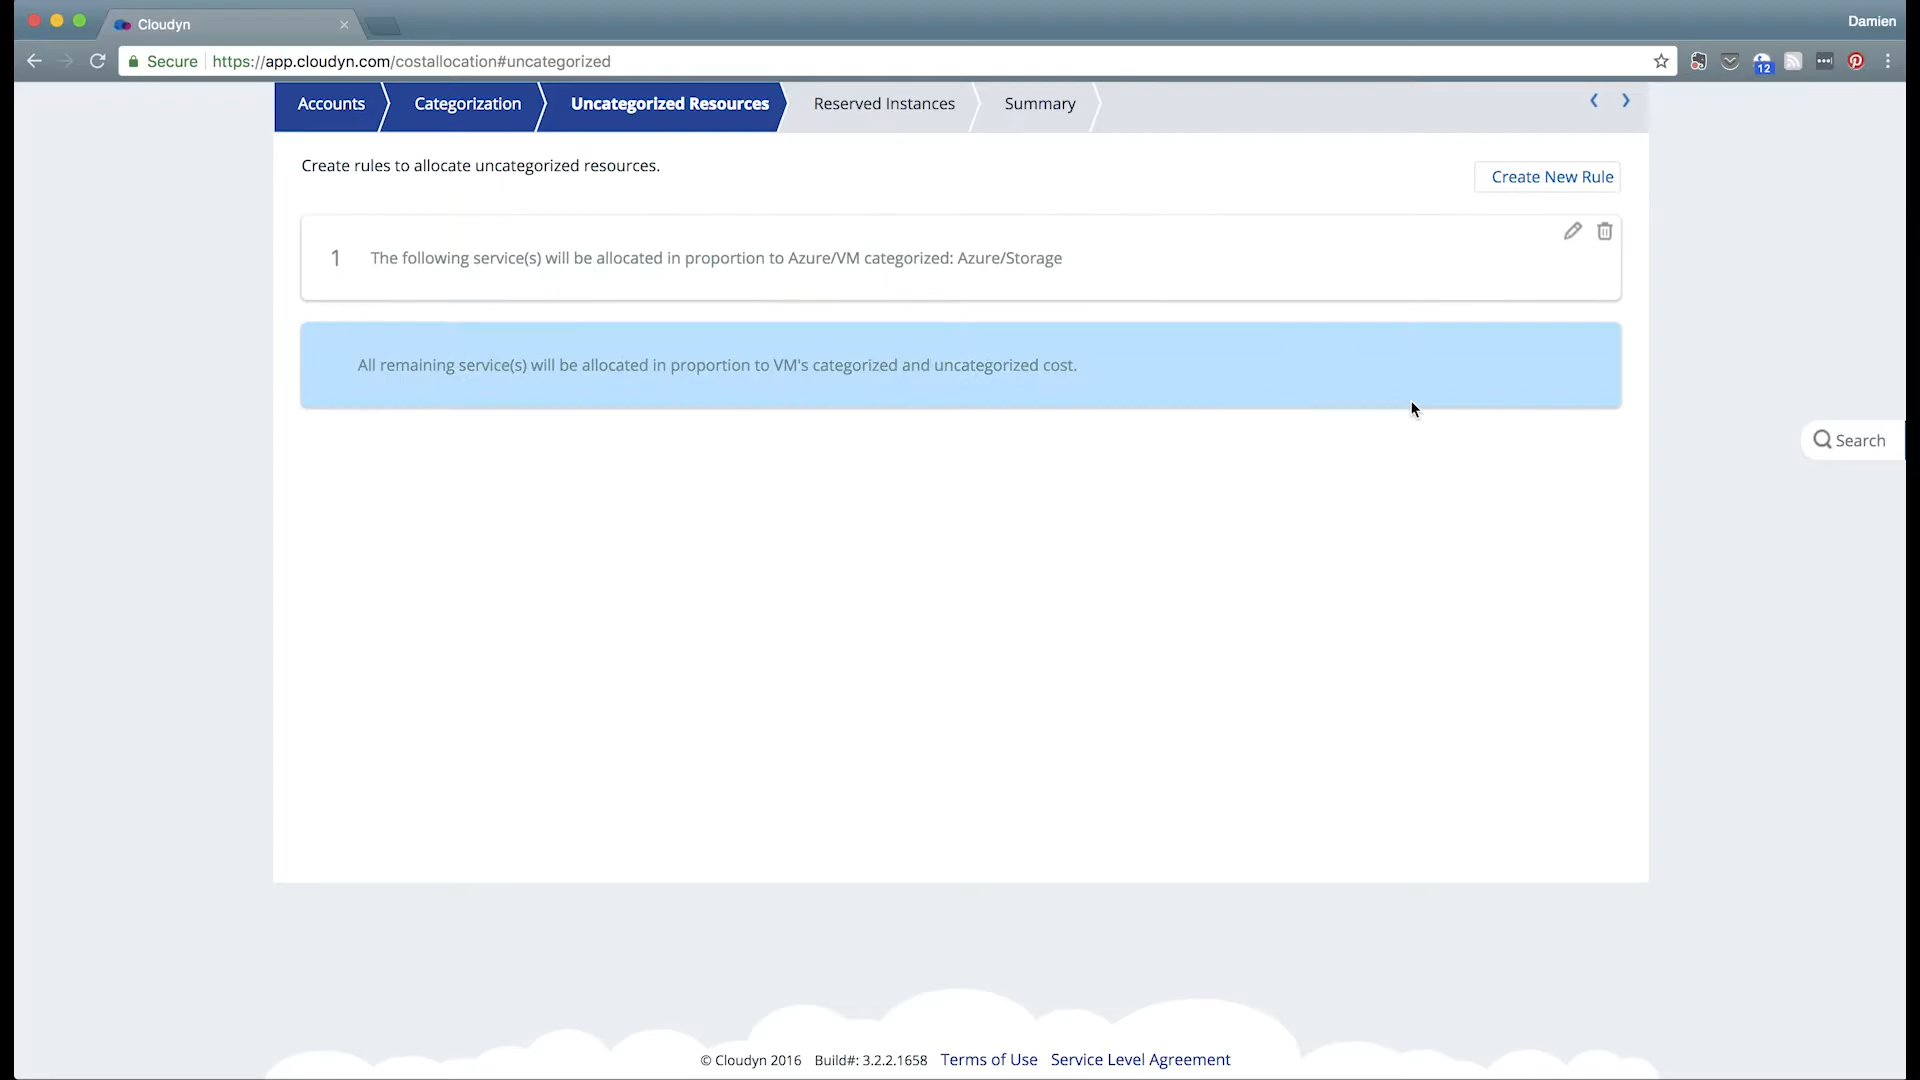 Cloudyn
Damien
Secure https://app.cloudyn.com/costallocation#uncategorized
12
Accounts Categorization Uncategorized Resources Reserved Instances Summary
Create rules to allocate uncategorized resources.
Create New Rule
1 The following service(s) will be allocated in proportion to Azure/VM categorized: Azure/Storage
All remaining service(s) will be allocated in proportion to VM's categorized and uncategorized cost.
Search
© Cloudyn 2016 Build#: 3.2.2.1658 Terms of Use Service Level Agreement